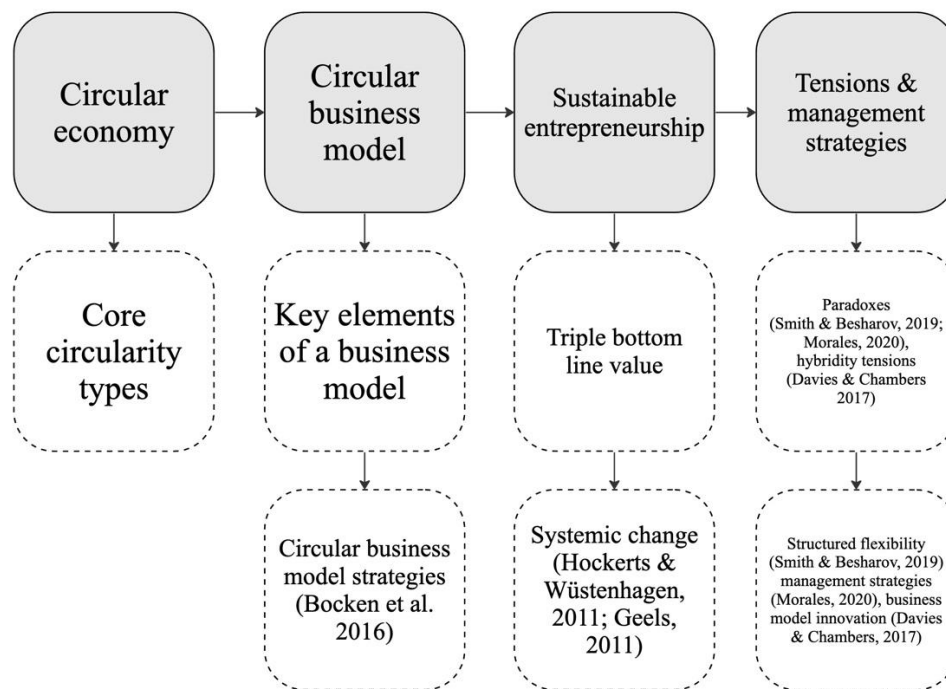 Circular
economy
Circular
business
model
Sustainable
entrepreneurship
Tensions &
management
strategies
Core
circularity
types
Key elements
of a business
model
Triple bottom
line value
Paradoxes
(Smith & Besharov, 2019;
Morales, 2020),
hybridity tensions
(Davies & Chambers
2017)
Circular business
model strategies
(Bocken et al.
2016)
Systemic change
(Hockerts &
Wüstenhagen,
2011; Geels,
2011)
Structured flexibility
(Smith & Besharov, 2019)
management strategies
(Morales, 2020), business
model innovation (Davies
& Chambers, 2017)